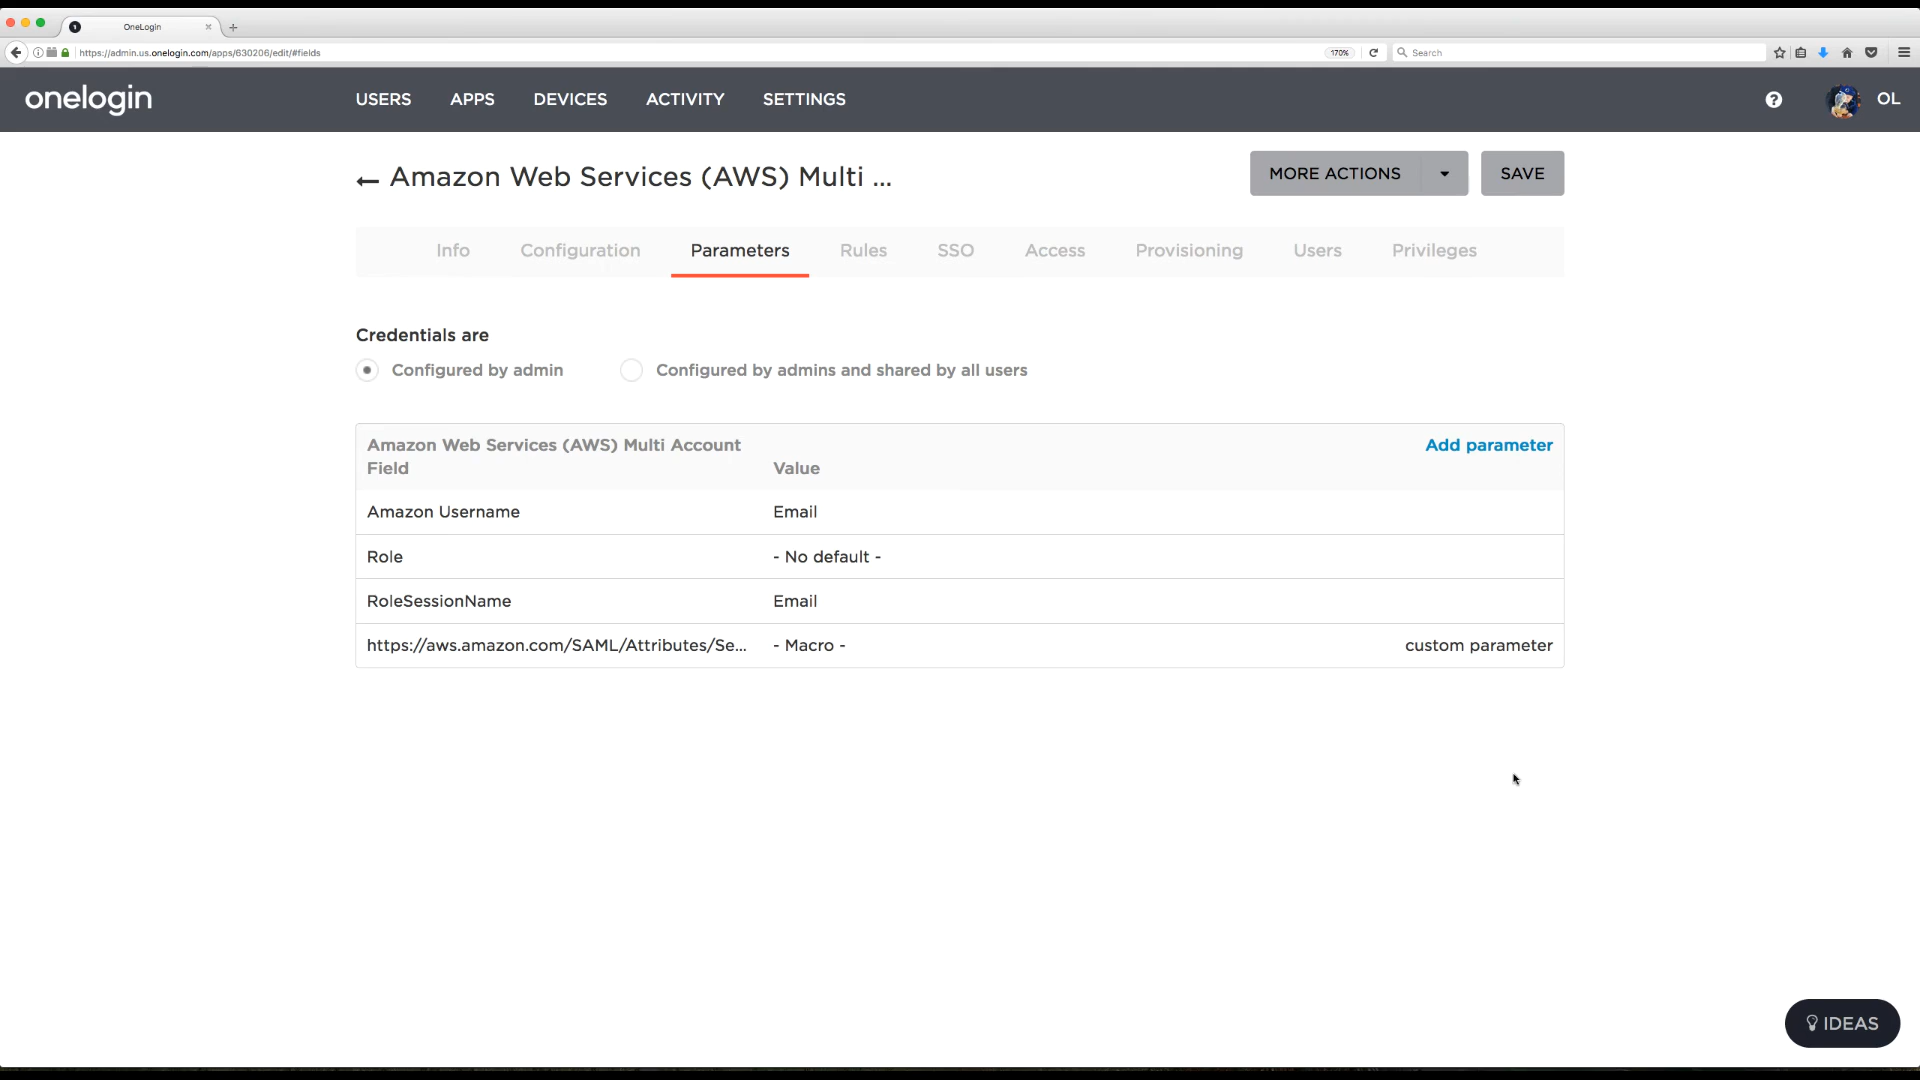 OneLogin
https://admin.us.onelogin.com/apps/630206/edit/#fields
170%
Search
onelogin
USERS
APPS
DEVICES
ACTIVITY
SETTINGS
OL
Amazon Web Services (AWS) Multi ...
MORE ACTIONS
SAVE
Info
Configuration
Parameters
Rules
SSO
Access
Provisioning
Users
Privileges
Credentials are
Configured by admin
Configured by admins and shared by all users
Amazon Web Services (AWS) Multi Account
Field
Value
Add parameter
Amazon Username
Email
Role
- No default -
RoleSessionName
Email
https://aws.amazon.com/SAML/Attributes/Se...
- Macro -
custom parameter
IDEAS